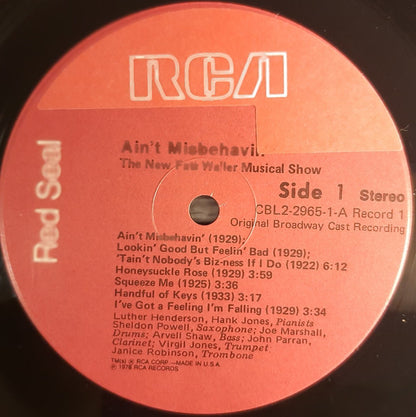 RCA
Red Seal
Ain't Misbehavin'
The New Fats Waller Musical Show
Side 1 Stereo
CBL2-2965-1-A Record 1
Original Broadway Cast Recording
Ain't Misbehavin' (1929);
Lookin' Good But Feelin' Bad (1929);
'Tain't Nobody's Biz-ness If I Do (1922) 6:12
Honeysuckle Rose (1929) 3:59
Squeeze Me (1925) 3:36
Handful of Keys (1933) 3:17
I've Got a Feeling I'm Falling (1929) 3:34
Luther Henderson, Hank Jones, Pianists
Sheldon Powell, Saxophone; Joe Marshall,
Drums; Arvell Shaw, Bass; John Parran,
Clarinet; Virgil Jones, Trumpet
Janice Robinson, Trombone
TM(s) ® RCA CORP.—MADE IN U.S.A.
℗ 1978 RCA RECORDS